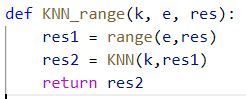 def KNN_range(k, e, res):
    res1 = range(e,res)
    res2 = KNN(k,res1)
    return res2